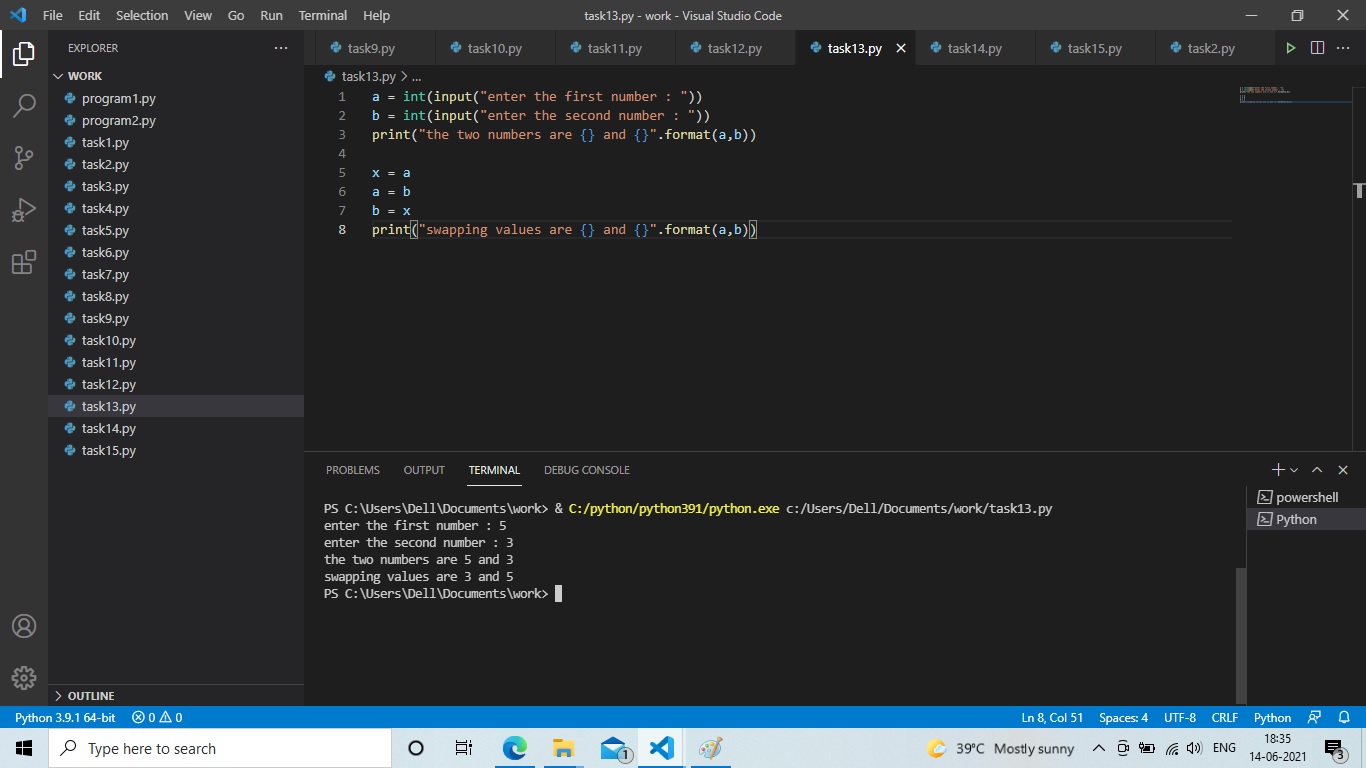 File Edit Selection View Go Run Terminal Help task13.py - work - Visual Studio Code
EXPLORER
WORK
program1.py
program2.py
task1.py
task2.py
task3.py
task4.py
task5.py
task6.py
task7.py
task8.py
task9.py
task10.py
task11.py
task12.py
task13.py
task14.py
task15.py
OUTLINE
task9.py task10.py task11.py task12.py task13.py task14.py task15.py task2.py
task13.py > ...
1 a = int(input("enter the first number : "))
2 b = int(input("enter the second number : "))
3 print("the two numbers are {} and {}".format(a,b))
4
5 x = a
6 a = b
7 b = x
8 print("swapping values are {} and {}".format(a,b))
PROBLEMS OUTPUT TERMINAL DEBUG CONSOLE
PS C:\Users\Dell\Documents\work> & C:/python/python391/python.exe c:/Users/Dell/Documents/work/task13.py
enter the first number : 5
enter the second number : 3
the two numbers are 5 and 3
swapping values are 3 and 5
PS C:\Users\Dell\Documents\work>
powershell
Python
Python 3.9.1 64-bit 0 0 Ln 8, Col 51 Spaces: 4 UTF-8 CRLF Python
Type here to search 1 39°C Mostly sunny ENG 18:35 3
14-06-2021